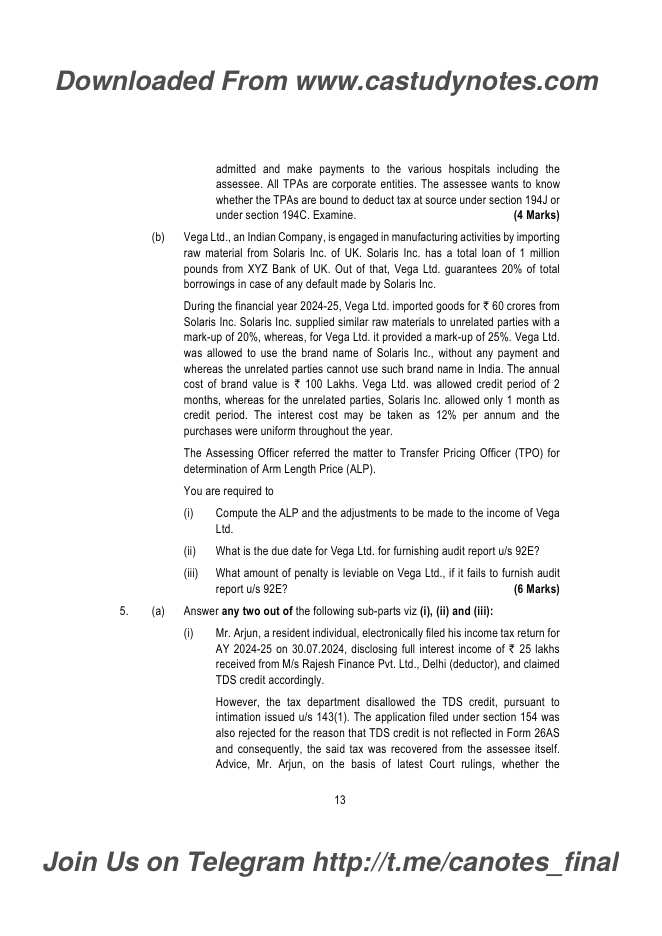 Downloaded From www.castudynotes.com
admitted and make payments to the various hospitals including the
assessee. All TPAs are corporate entities. The assessee wants to know
whether the TPAs are bound to deduct tax at source under section 194J or
under section 194C. Examine. (4 Marks)
(b) Vega Ltd., an Indian Company, is engaged in manufacturing activities by importing
raw material from Solaris Inc. of UK. Solaris Inc. has a total loan of 1 million
pounds from XYZ Bank of UK. Out of that, Vega Ltd. guarantees 20% of total
borrowings in case of any default made by Solaris Inc.
During the financial year 2024-25, Vega Ltd. imported goods for ₹ 60 crores from
Solaris Inc. Solaris Inc. supplied similar raw materials to unrelated parties with a
mark-up of 20%, whereas, for Vega Ltd. it provided a mark-up of 25%. Vega Ltd.
was allowed to use the brand name of Solaris Inc., without any payment and
whereas the unrelated parties cannot use such brand name in India. The annual
cost of brand value is ₹ 100 Lakhs. Vega Ltd. was allowed credit period of 2
months, whereas for the unrelated parties, Solaris Inc. allowed only 1 month as
credit period. The interest cost may be taken as 12% per annum and the
purchases were uniform throughout the year.
The Assessing Officer referred the matter to Transfer Pricing Officer (TPO) for
determination of Arm Length Price (ALP).
You are required to
(i) Compute the ALP and the adjustments to be made to the income of Vega
Ltd.
(ii) What is the due date for Vega Ltd. for furnishing audit report u/s 92E?
(iii) What amount of penalty is leviable on Vega Ltd., if it fails to furnish audit
report u/s 92E? (6 Marks)
5. (a) Answer any two out of the following sub-parts viz (i), (ii) and (iii):
(i) Mr. Arjun, a resident individual, electronically filed his income tax return for
AY 2024-25 on 30.07.2024, disclosing full interest income of ₹ 25 lakhs
received from M/s Rajesh Finance Pvt. Ltd., Delhi (deductor), and claimed
TDS credit accordingly.
However, the tax department disallowed the TDS credit, pursuant to
intimation issued u/s 143(1). The application filed under section 154 was
also rejected for the reason that TDS credit is not reflected in Form 26AS
and consequently, the said tax was recovered from the assessee itself.
Advice, Mr. Arjun, on the basis of latest Court rulings, whether the
13
Join Us on Telegram http://t.me/canotes_final